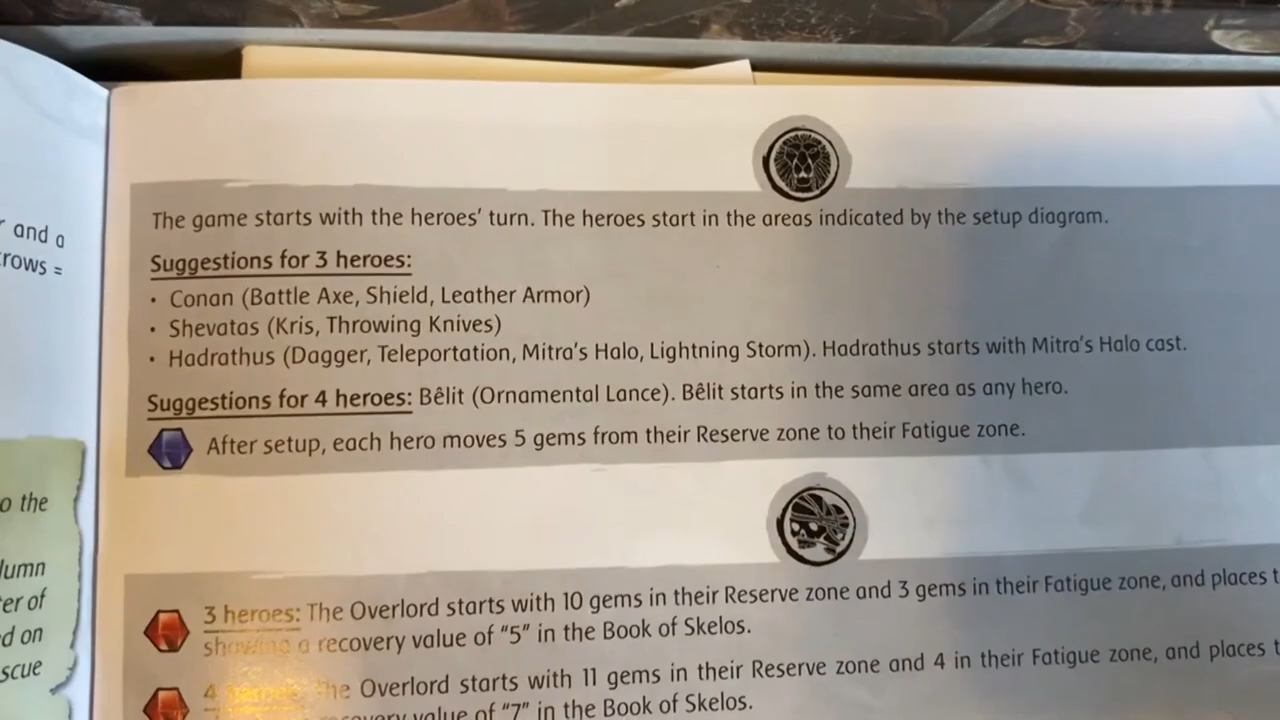 r and a
rows =
o the
lumn
er of
d on
scue
The game starts with the heroes' turn. The heroes start in the areas indicated by the setup diagram.
Suggestions for 3 heroes:
• Conan (Battle Axe, Shield, Leather Armor)
• Shevatas (Kris, Throwing Knives)
• Hadrathus (Dagger, Teleportation, Mitra's Halo, Lightning Storm). Hadrathus starts with Mitra's Halo cast.
Suggestions for 4 heroes: Bêlit (Ornamental Lance). Bêlit starts in the same area as any hero.
After setup, each hero moves 5 gems from their Reserve zone to their Fatigue zone.
3 heroes: The Overlord starts with 10 gems in their Reserve zone and 3 gems in their Fatigue zone, and places t
showing a recovery value of "5" in the Book of Skelos.
4 heroes: The Overlord starts with 11 gems in their Reserve zone and 4 in their Fatigue zone, and places t
recovery value of "7" in the Book of Skelos.